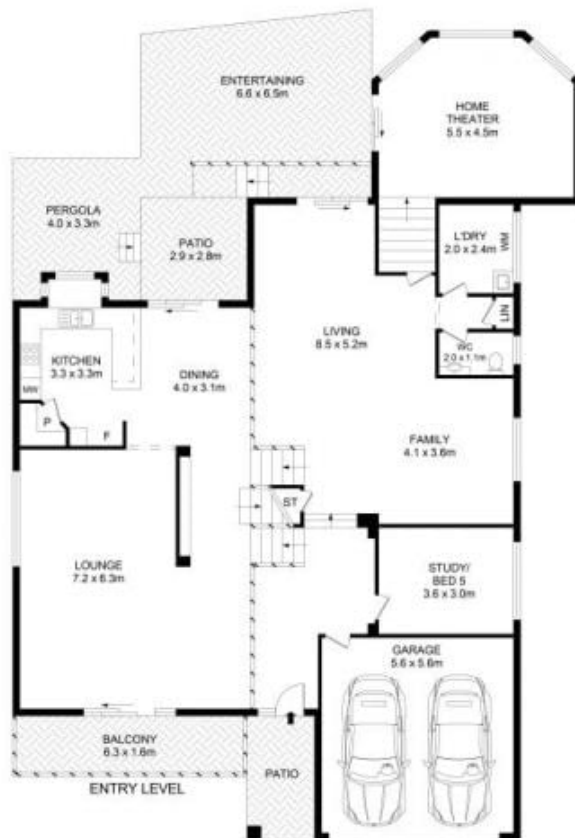 ENTERTAINING
6.6 x 6.5m
HOME
THEATER
5.5 x 4.5m
PERGOLA
4.0 x 3.3m
PATIO
2.9 x 2.8m
L'DRY
2.0 x 2.4m
WM
LIN
WC
2.0 x 1.1m
LIVING
8.5 x 5.2m
KITCHEN
3.3 x 3.3m
MW
P
F
DINING
4.0 x 3.1m
FAMILY
4.1 x 3.6m
ST
LOUNGE
7.2 x 6.3m
STUDY/
BED 5
3.6 x 3.0m
GARAGE
5.6 x 5.6m
BALCONY
6.3 x 1.6m
PATIO
ENTRY LEVEL